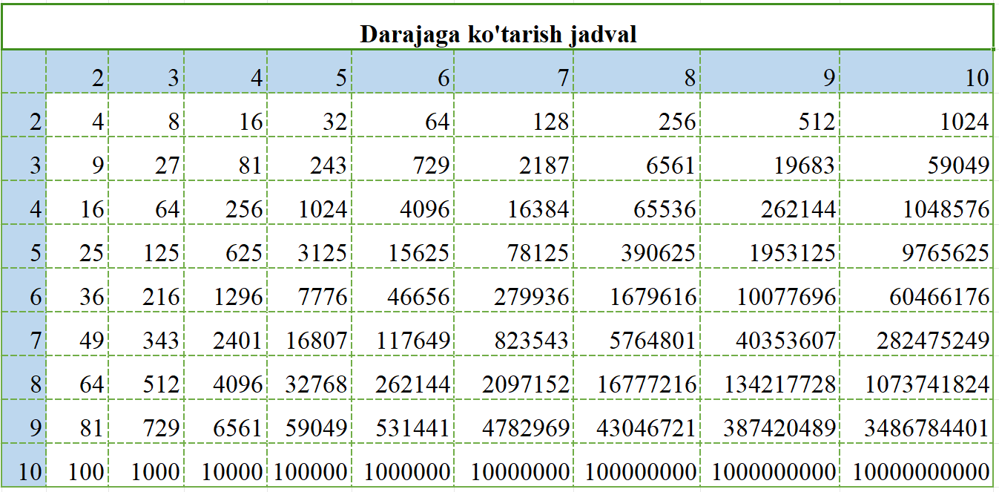 Darajaga ko'tarish jadval
2 3 4 5 6 7 8 9 10
2 4 8 16 32 64 128 256 512 1024
3 9 27 81 243 729 2187 6561 19683 59049
4 16 64 256 1024 4096 16384 65536 262144 1048576
5 25 125 625 3125 15625 78125 390625 1953125 9765625
6 36 216 1296 7776 46656 279936 1679616 10077696 60466176
7 49 343 2401 16807 117649 823543 5764801 40353607 282475249
8 64 512 4096 32768 262144 2097152 16777216 134217728 1073741824
9 81 729 6561 59049 531441 4782969 43046721 387420489 3486784401
10 100 1000 10000 100000 1000000 10000000 100000000 1000000000 10000000000